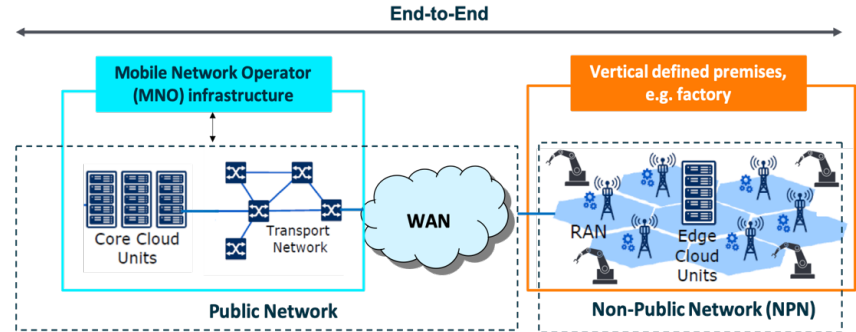 End-to-End
Mobile Network Operator
(MNO) infrastructure
Vertical defined premises,
e.g. factory
Core Cloud
Units
Transport
Network
WAN
RAN
Edge
Cloud
Units
Public Network
Non-Public Network (NPN)